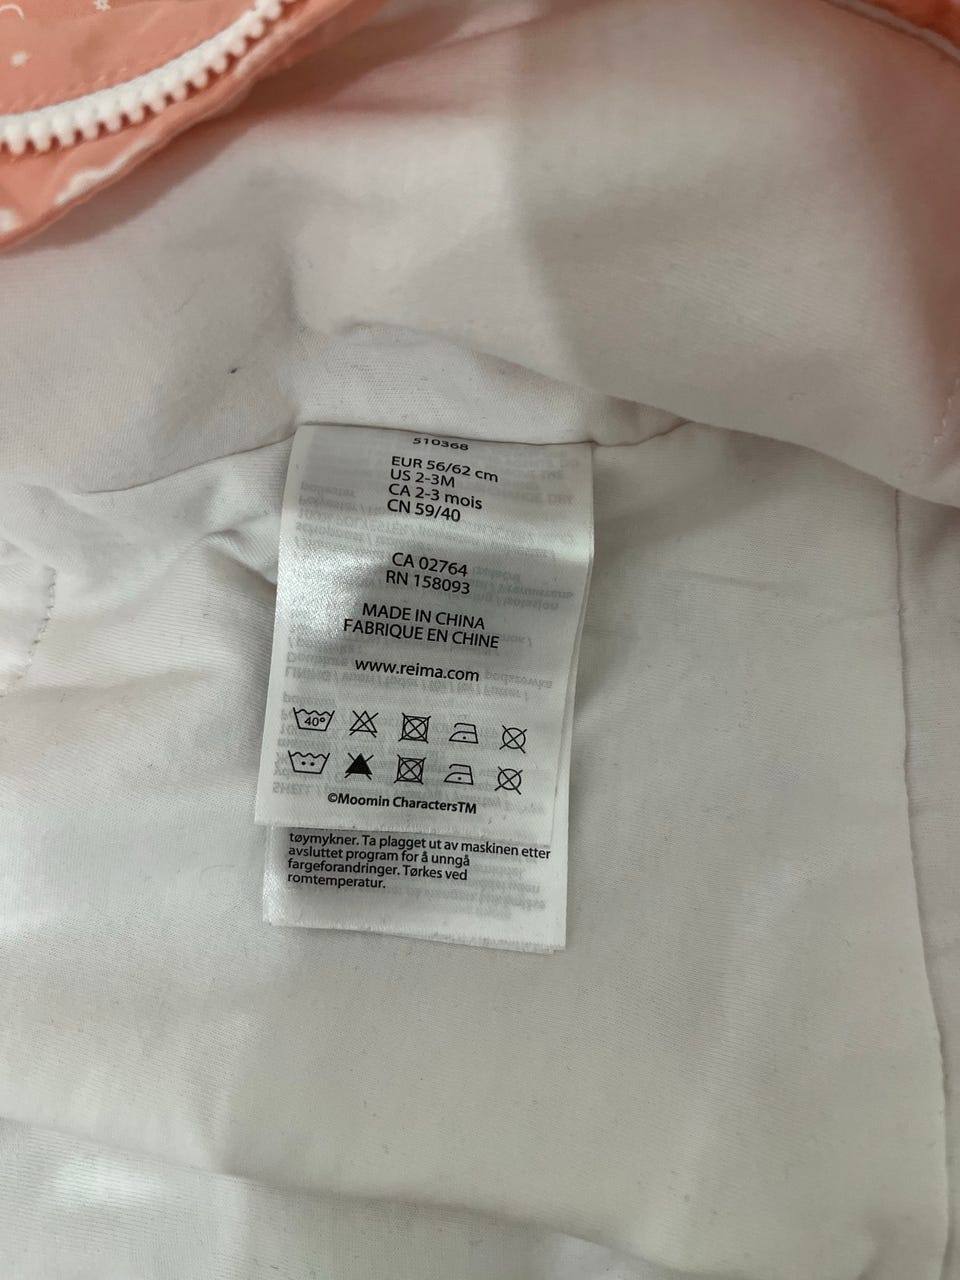 510368
EUR 56/62 cm
US 2-3M
CA 2-3 mois
CN 59/40
CA 02764
RN 158093
MADE IN CHINA
FABRIQUE EN CHINE
www.reima.com
40°
©Moomin CharactersTM
tøymykner. Ta plagget ut av maskinen etter
avsluttet program for å unngå
fargeforandringer. Tørkes ved
romtemperatur.